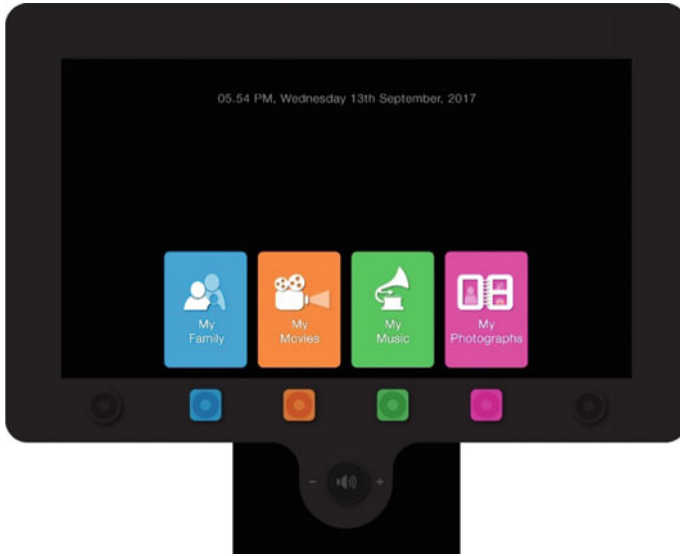 05.54 PM, Wednesday 13th September, 2017
My
Family
My
Movies
My
Music
My
Photographs
- +